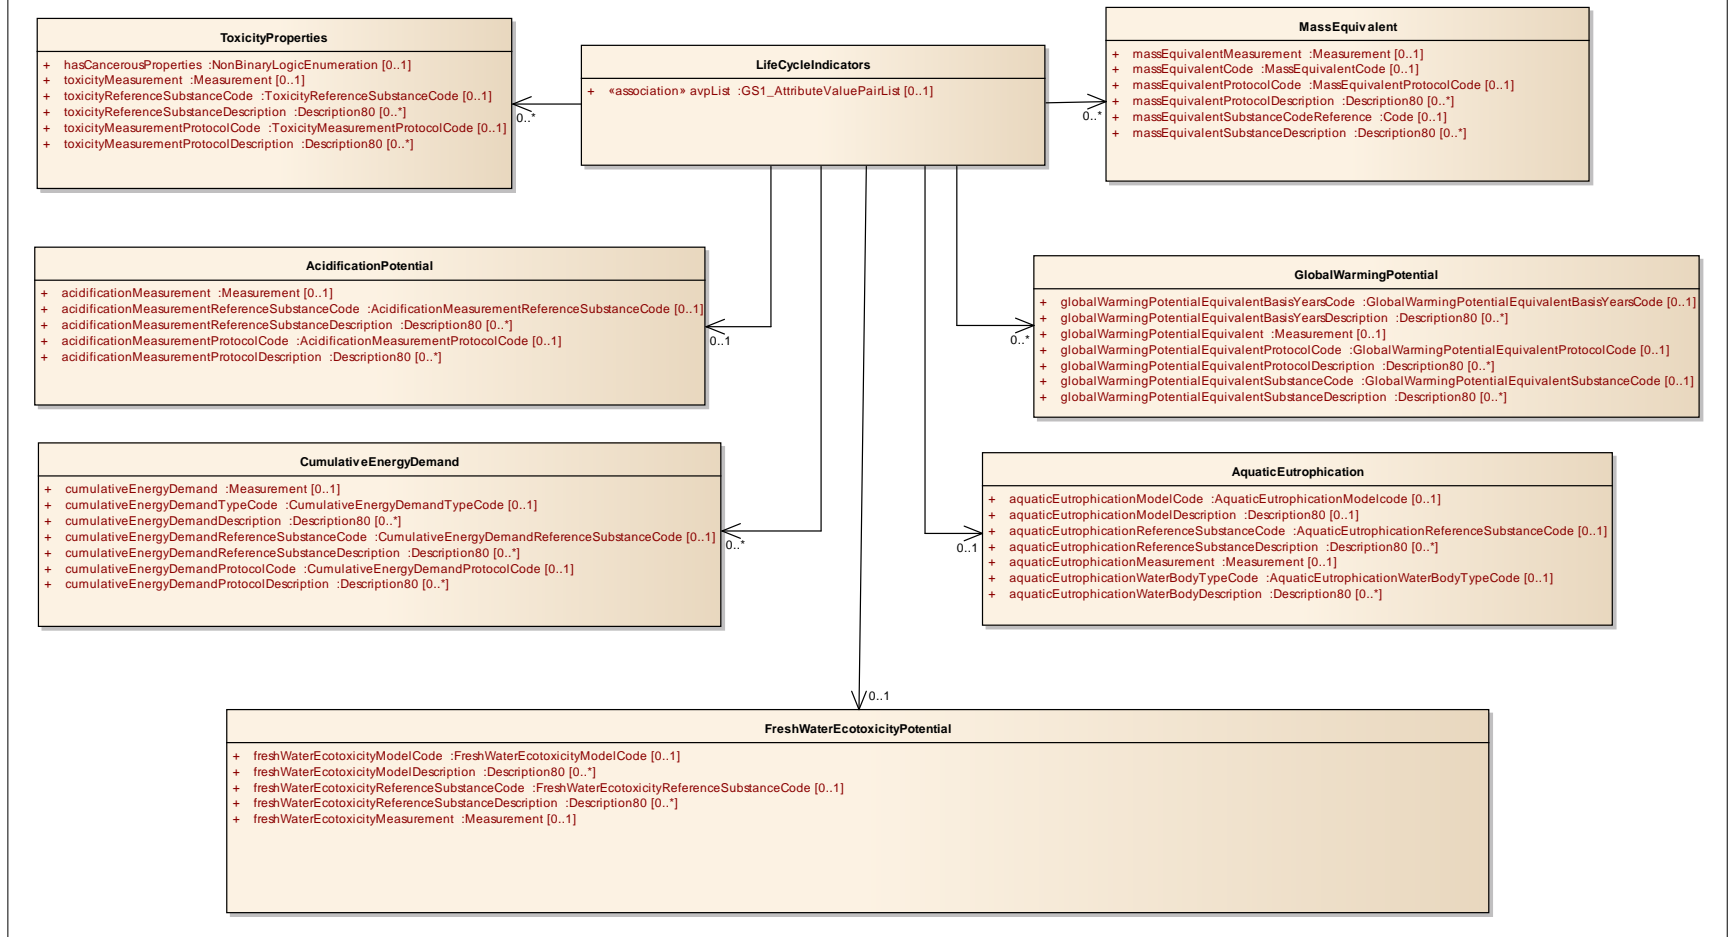 ToxicityProperties
+ hasCancerousProperties :NonBinaryLogicEnumeration [0..1]
+ toxicityMeasurement :Measurement [0..1]
+ toxicityReferenceSubstanceCode :ToxicityReferenceSubstanceCode [0..1]
+ toxicityReferenceSubstanceDescription :Description80 [0..*]
+ toxicityMeasurementProtocolCode :ToxicityMeasurementProtocolCode [0..1]
+ toxicityMeasurementProtocolDescription :Description80 [0..*]
0..*
LifeCycleIndicators
+ «association» avpList :GS1_AttributeValuePairList [0..1]
0..*
MassEquivalent
+ massEquivalentMeasurement :Measurement [0..1]
+ massEquivalentCode :MassEquivalentCode [0..1]
+ massEquivalentProtocolCode :MassEquivalentProtocolCode [0..1]
+ massEquivalentProtocolDescription :Description80 [0..*]
+ massEquivalentSubstanceCodeReference :Code [0..1]
+ massEquivalentSubstanceDescription :Description80 [0..*]
AcidificationPotential
+ acidificationMeasurement :Measurement [0..1]
+ acidificationMeasurementReferenceSubstanceCode :AcidificationMeasurementReferenceSubstanceCode [0..1]
+ acidificationMeasurementReferenceSubstanceDescription :Description80 [0..*]
+ acidificationMeasurementProtocolCode :AcidificationMeasurementProtocolCode [0..1]
+ acidificationMeasurementProtocolDescription :Description80 [0..*]
0..1
0..*
GlobalWarmingPotential
+ globalWarmingPotentialEquivalentBasisYearsCode :GlobalWarmingPotentialEquivalentBasisYearsCode [0..1]
+ globalWarmingPotentialEquivalentBasisYearsDescription :Description80 [0..*]
+ globalWarmingPotentialEquivalent :Measurement [0..1]
+ globalWarmingPotentialEquivalentProtocolCode :GlobalWarmingPotentialEquivalentProtocolCode [0..1]
+ globalWarmingPotentialEquivalentProtocolDescription :Description80 [0..*]
+ globalWarmingPotentialEquivalentSubstanceCode :GlobalWarmingPotentialEquivalentSubstanceCode [0..1]
+ globalWarmingPotentialEquivalentSubstanceDescription :Description80 [0..*]
CumulativeEnergyDemand
+ cumulativeEnergyDemand :Measurement [0..1]
+ cumulativeEnergyDemandTypeCode :CumulativeEnergyDemandTypeCode [0..1]
+ cumulativeEnergyDemandDescription :Description80 [0..*]
+ cumulativeEnergyDemandReferenceSubstanceCode :CumulativeEnergyDemandReferenceSubstanceCode [0..1]
+ cumulativeEnergyDemandReferenceSubstanceDescription :Description80 [0..*]
+ cumulativeEnergyDemandProtocolCode :CumulativeEnergyDemandProtocolCode [0..1]
+ cumulativeEnergyDemandProtocolDescription :Description80 [0..*]
0..*
0..1
AquaticEutrophication
+ aquaticEutrophicationModelCode :AquaticEutrophicationModelcode [0..1]
+ aquaticEutrophicationModelDescription :Description80 [0..1]
+ aquaticEutrophicationReferenceSubstanceCode :AquaticEutrophicationReferenceSubstanceCode [0..1]
+ aquaticEutrophicationReferenceSubstanceDescription :Description80 [0..*]
+ aquaticEutrophicationMeasurement :Measurement [0..1]
+ aquaticEutrophicationWaterBodyTypeCode :AquaticEutrophicationWaterBodyTypeCode [0..1]
+ aquaticEutrophicationWaterBodyDescription :Description80 [0..*]
0..1
FreshWaterEcotoxicityPotential
+ freshWaterEcotoxicityModelCode :FreshWaterEcotoxicityModelCode [0..1]
+ freshWaterEcotoxicityModelDescription :Description80 [0..*]
+ freshWaterEcotoxicityReferenceSubstanceCode :FreshWaterEcotoxicityReferenceSubstanceCode [0..1]
+ freshWaterEcotoxicityReferenceSubstanceDescription :Description80 [0..*]
+ freshWaterEcotoxicityMeasurement :Measurement [0..1]